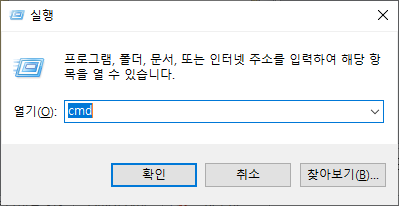 실행
프로그램, 폴더, 문서, 또는 인터넷 주소를 입력하여 해당 항
목을 열 수 있습니다.
열기(O): cmd
확인 취소 찾아보기(B)...